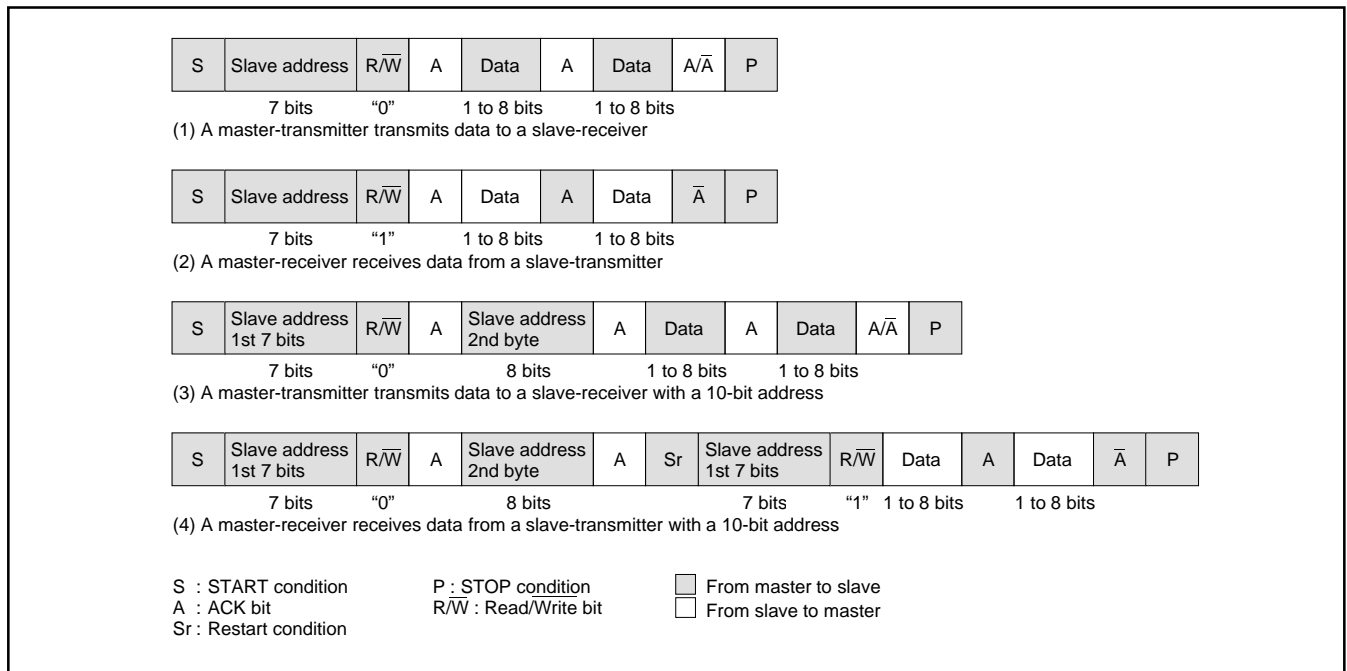 S Slave address R/W̅ A Data A Data A/A̅ P
7 bits “0” 1 to 8 bits 1 to 8 bits
(1) A master-transmitter transmits data to a slave-receiver
S Slave address R/W̅ A Data A Data A̅ P
7 bits “1” 1 to 8 bits 1 to 8 bits
(2) A master-receiver receives data from a slave-transmitter
S Slave address 1st 7 bits R/W̅ A Slave address 2nd byte A Data A Data A/A̅ P
7 bits “0” 8 bits 1 to 8 bits 1 to 8 bits
(3) A master-transmitter transmits data to a slave-receiver with a 10-bit address
S Slave address 1st 7 bits R/W̅ A Slave address 2nd byte A Sr Slave address 1st 7 bits R/W̅ Data A Data A̅ P
7 bits “0” 8 bits 7 bits “1” 1 to 8 bits 1 to 8 bits
(4) A master-receiver receives data from a slave-transmitter with a 10-bit address
S : START condition P : STOP condition From master to slave
A : ACK bit R/W̅ : Read/W̅r̅i̅t̅e̅ bit From slave to master
Sr : Restart condition